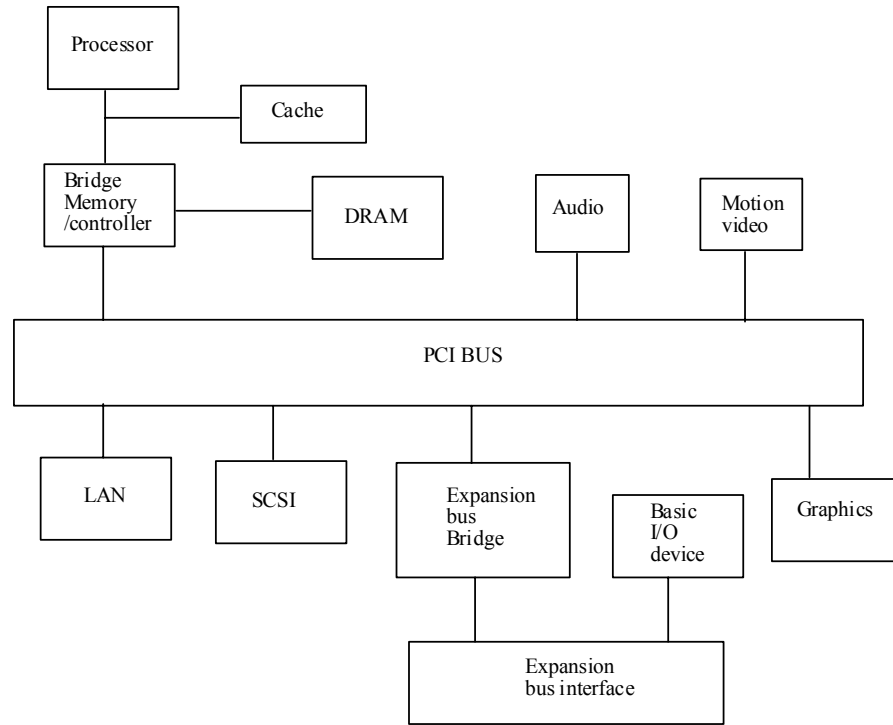 Processor
Cache
Bridge
Memory
/controller
DRAM
Audio
Motion
video
PCI BUS
LAN
SCSI
Expansion
bus
Bridge
Basic
I/O
device
Graphics
Expansion
bus interface